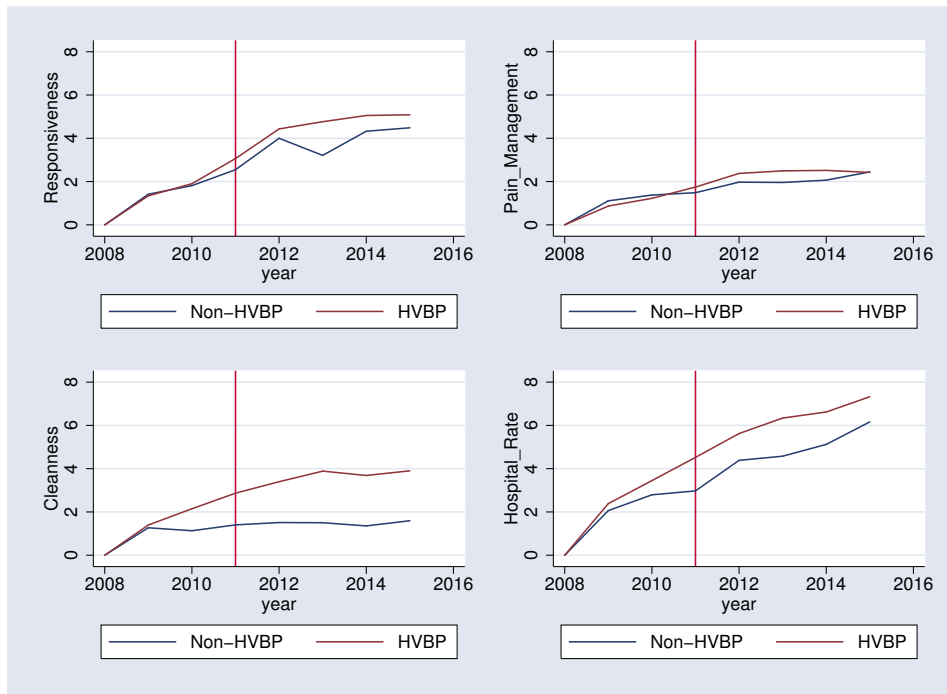 Responsiveness
0 2 4 6 8
2008 2010 2012 2014 2016
year
Non−HVBP HVBP
Pain_Management
0 2 4 6 8
2008 2010 2012 2014 2016
year
Non−HVBP HVBP
Cleanness
0 2 4 6 8
2008 2010 2012 2014 2016
year
Non−HVBP HVBP
Hospital_Rate
0 2 4 6 8
2008 2010 2012 2014 2016
year
Non−HVBP HVBP